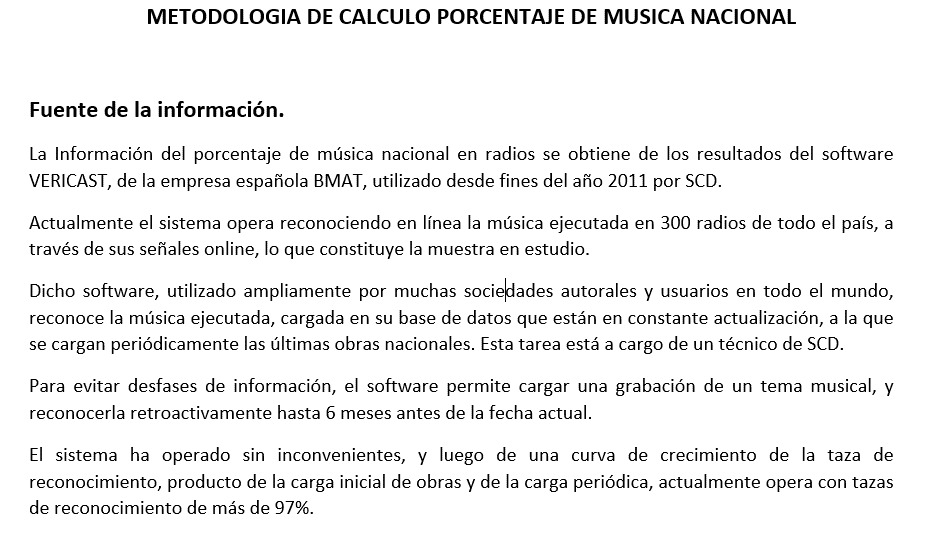 METODOLOGIA DE CALCULO PORCENTAJE DE MUSICA NACIONAL
Fuente de la información.
La Información del porcentaje de música nacional en radios se obtiene de los resultados del software
VERICAST, de la empresa española BMAT, utilizado desde fines del año 2011 por SCD.
Actualmente el sistema opera reconociendo en línea la música ejecutada en 300 radios de todo el país, a
través de sus señales online, lo que constituye la muestra en estudio.
Dicho software, utilizado ampliamente por muchas sociedades autorales y usuarios en todo el mundo,
reconoce la música ejecutada, cargada en su base de datos que están en constante actualización, a la que
se cargan periódicamente las últimas obras nacionales. Esta tarea está a cargo de un técnico de SCD.
Para evitar desfases de información, el software permite cargar una grabación de un tema musical, y
reconocerla retroactivamente hasta 6 meses antes de la fecha actual.
El sistema ha operado sin inconvenientes, y luego de una curva de crecimiento de la taza de
reconocimiento, producto de la carga inicial de obras y de la carga periódica, actualmente opera con tazas
de reconocimiento de más de 97%.